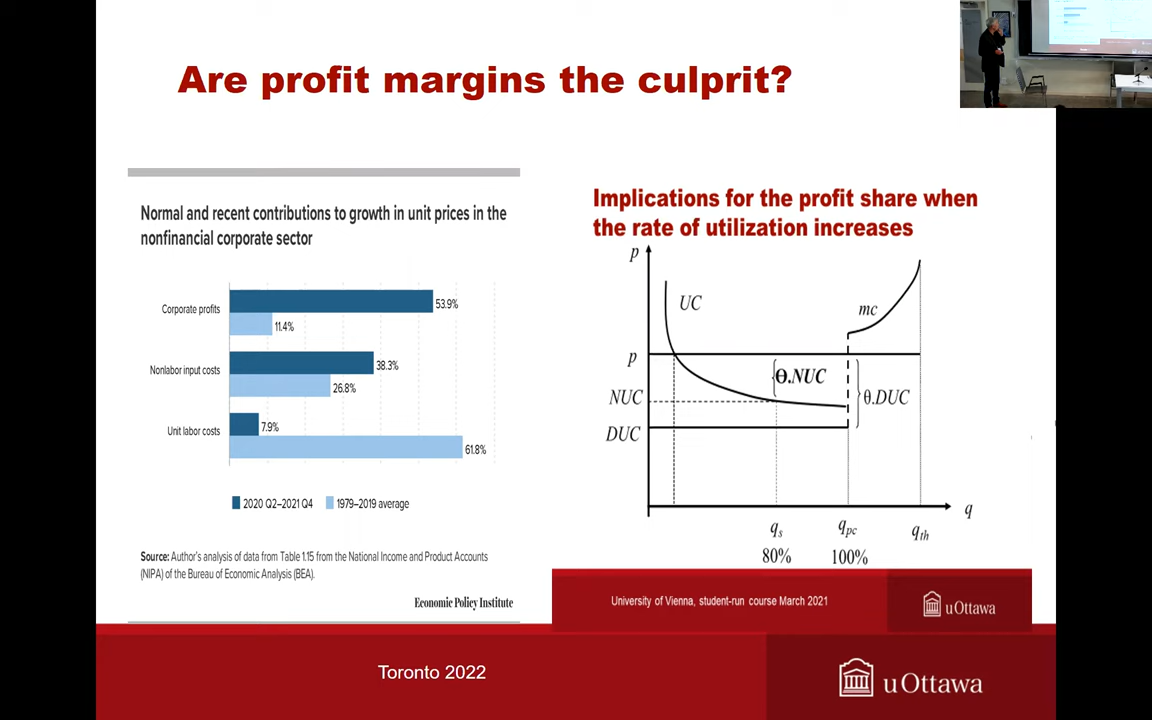 Are profit margins the culprit?
Normal and recent contributions to growth in unit prices in the
nonfinancial corporate sector
Corporate profits
53.9%
11.4%
Nonlabor input costs
38.3%
26.8%
Unit labor costs
7.9%
61.8%
2020 Q2–2021 Q4
1979–2019 average
Source: Author's analysis of data from Table 1.15 from the National Income and Product Accounts
(NIPA) of the Bureau of Economic Analysis (BEA).
Economic Policy Institute
Implications for the profit share when
the rate of utilization increases
p
UC
mc
p
Θ.NUC
NUC
θ.DUC
DUC
q
qs
qpc
qth
80%
100%
University of Vienna, student-run course March 2021
uOttawa
Toronto 2022
uOttawa